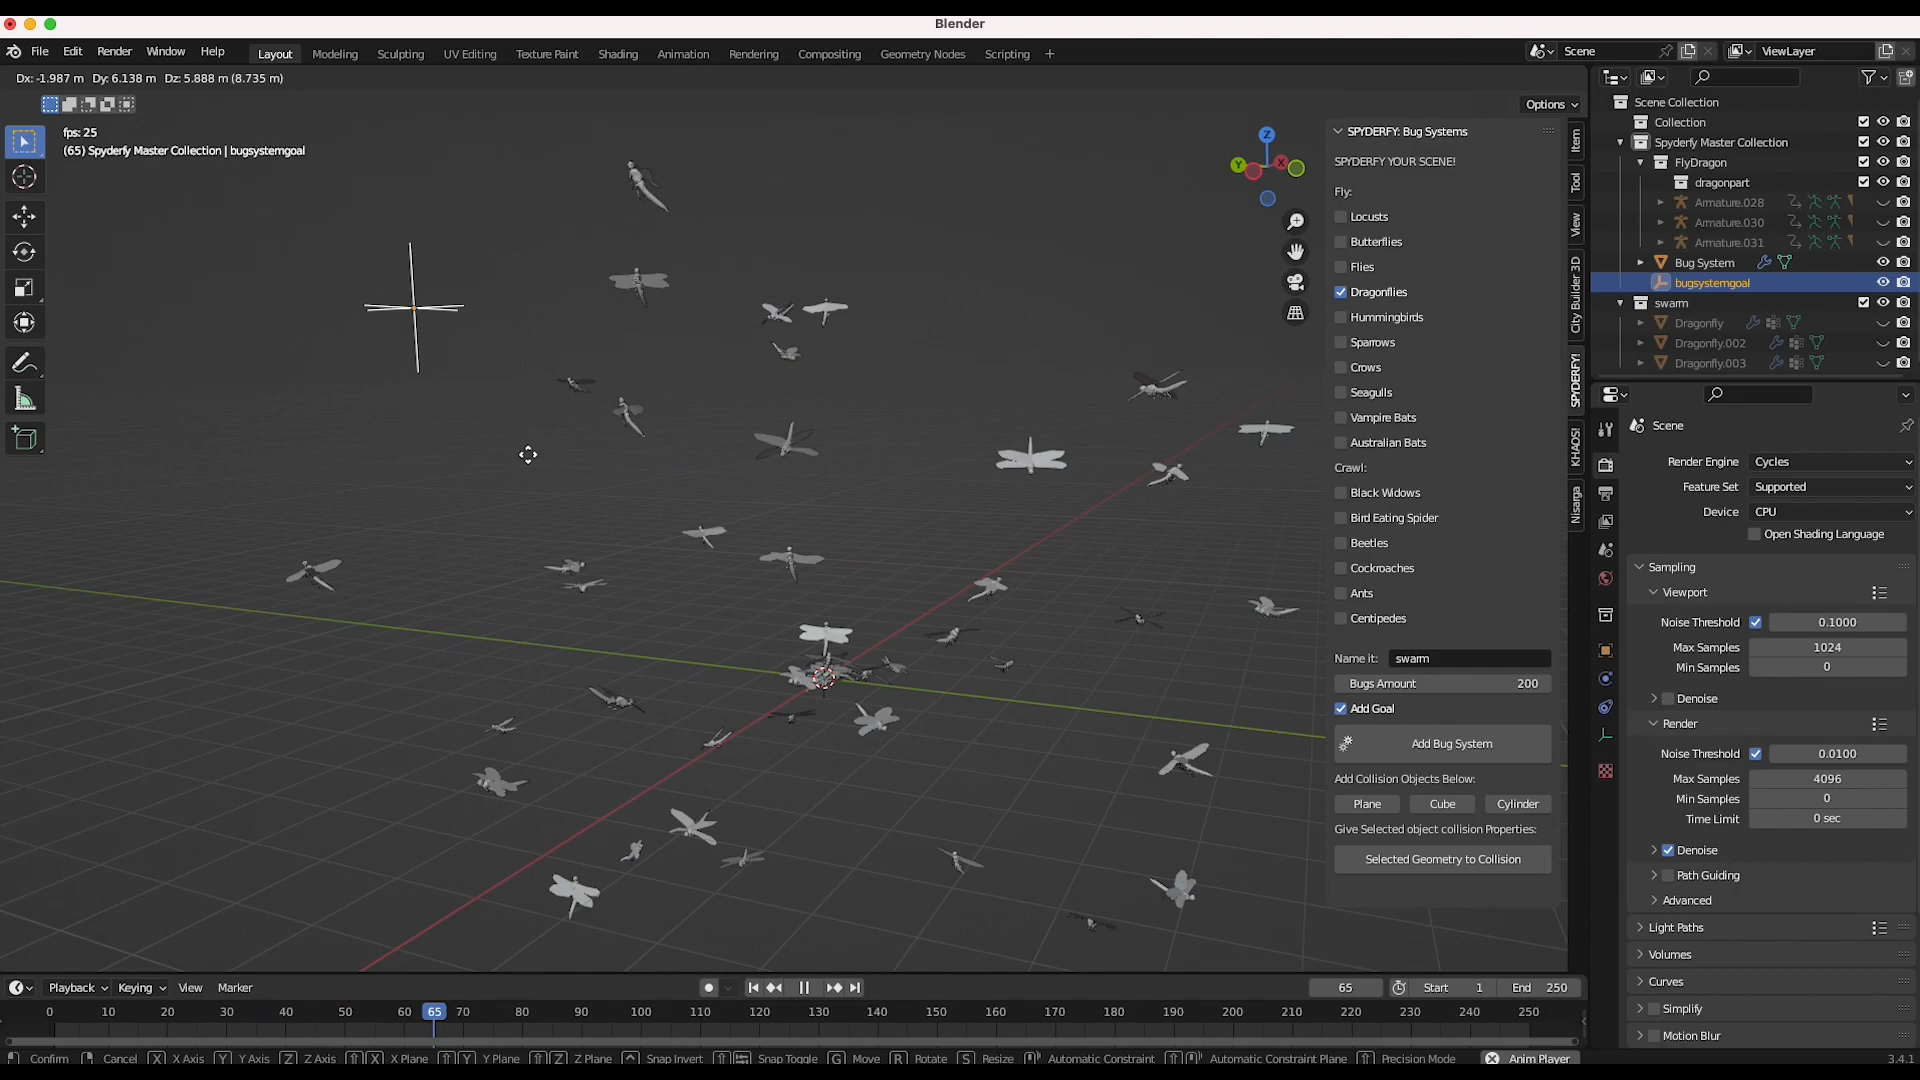 Blender
File Edit Render Window Help Layout Modeling Sculpting UV Editing Texture Paint Shading Animation Rendering Compositing Geometry Nodes Scripting + Scene ViewLayer
Dx: -1.987 m Dy: 6.138 m Dz: 5.888 m (8.735 m)
Options
fps: 25
(65) Spyderfy Master Collection | bugsystemgoal
Z
Y
X
SPYDERFY: Bug Systems
SPYDERFY YOUR SCENE!
Fly:
Locusts
Butterflies
Flies
Dragonflies
Hummingbirds
Sparrows
Crows
Seagulls
Vampire Bats
Australian Bats
Crawl:
Black Widows
Bird Eating Spider
Beetles
Cockroaches
Ants
Centipedes
Name it: swarm
Bugs Amount 200
Add Goal
Add Bug System
Add Collision Objects Below:
Plane Cube Cylinder
Give Selected object collision Properties:
Selected Geometry to Collision
Item
Tool
View
City Builder 3D
SPYDERFY!
KHAOS!
Nisarga
Scene Collection
Collection
Spyderfy Master Collection
FlyDragon
dragonpart
Armature.028
Armature.030
Armature.031
Bug System
bugsystemgoal
swarm
Dragonfly
Dragonfly.002
Dragonfly.003
Scene
Render Engine Cycles
Feature Set Supported
Device CPU
Open Shading Language
Sampling
Viewport
Noise Threshold 0.1000
Max Samples 1024
Min Samples 0
Denoise
Render
Noise Threshold 0.0100
Max Samples 4096
Min Samples 0
Time Limit 0 sec
Denoise
Path Guiding
Advanced
Light Paths
Volumes
Curves
Simplify
Motion Blur
Playback Keying View Marker 65 Start 1 End 250
0 10 20 30 40 50 60 65 70 80 90 100 110 120 130 140 150 160 170 180 190 200 210 220 230 240 250
Confirm Cancel X X Axis Y Y Axis Z Z Axis X X Plane Y Y Plane Z Z Plane Snap Invert Snap Toggle G Move R Rotate S Resize Automatic Constraint Automatic Constraint Plane Precision Mode Anim Player 3.4.1